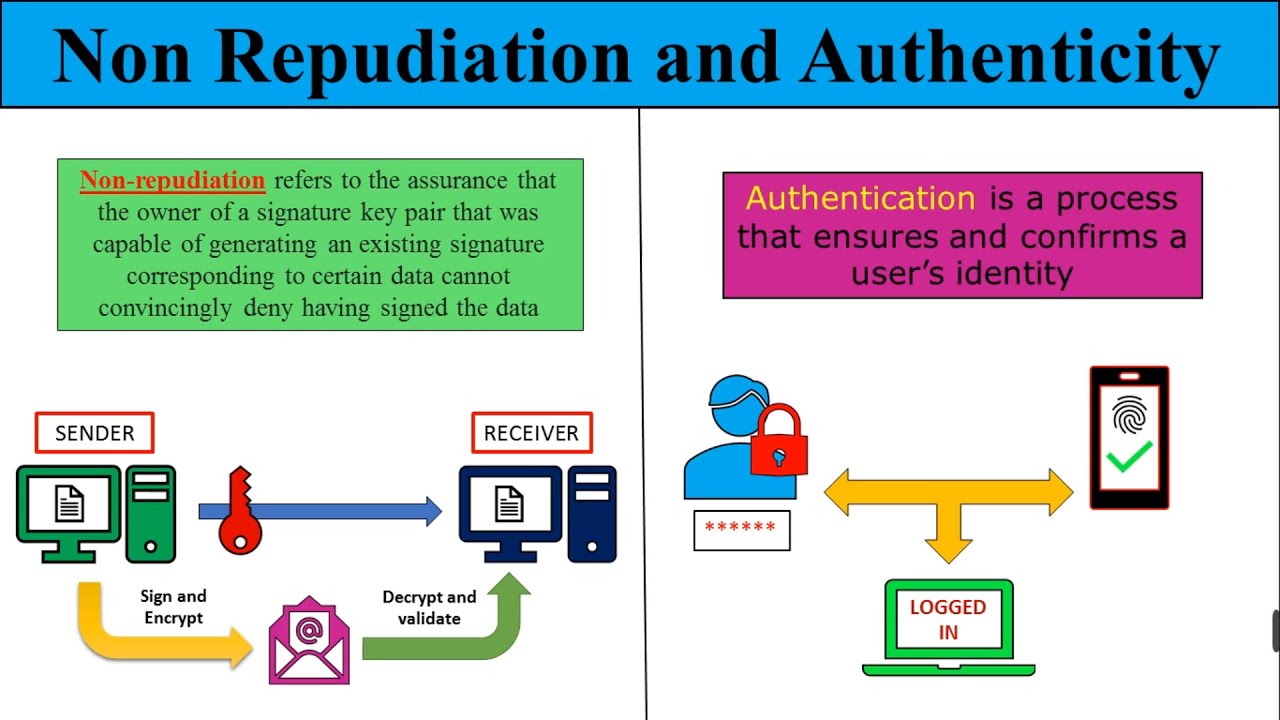 Non Repudiation and Authenticity
Non-repudiation refers to the assurance that
the owner of a signature key pair that was
capable of generating an existing signature
corresponding to certain data cannot
convincingly deny having signed the data
SENDER
RECEIVER
Sign and
Encrypt
@
Decrypt and
validate
Authentication is a process
that ensures and confirms a
user’s identity
******
LOGGED
IN